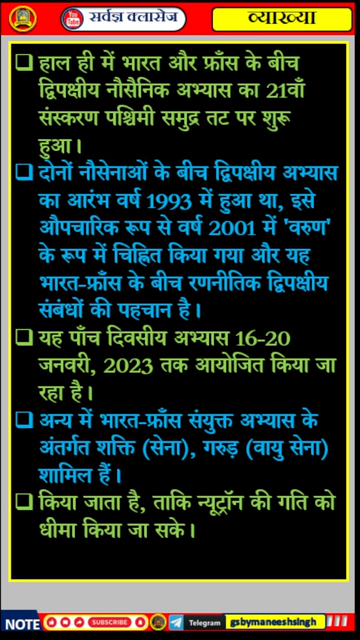 You Tube
सर्वज्ञ क्लासेज
व्याख्या
❑ हाल ही में भारत और फ्राँस के बीच
द्विपक्षीय नौसैनिक अभ्यास का 21वाँ
संस्करण पश्चिमी समुद्र तट पर शुरू
हुआ।
❑ दोनों नौसेनाओं के बीच द्विपक्षीय अभ्यास
का आरंभ वर्ष 1993 में हुआ था, इसे
औपचारिक रूप से वर्ष 2001 में 'वरुण'
के रूप में चिह्नित किया गया और यह
भारत-फ्राँस के बीच रणनीतिक द्विपक्षीय
संबंधों की पहचान है।
❑ यह पाँच दिवसीय अभ्यास 16-20
जनवरी, 2023 तक आयोजित किया जा
रहा है।
❑ अन्य में भारत-फ्राँस संयुक्त अभ्यास के
अंतर्गत शक्ति (सेना), गरुड़ (वायु सेना)
शामिल हैं।
❑ किया जाता है, ताकि न्यूट्रॉन की गति को
धीमा किया जा सके।
NOTE
SUBSCRIBE
Telegram
gsbymaneeshsingh